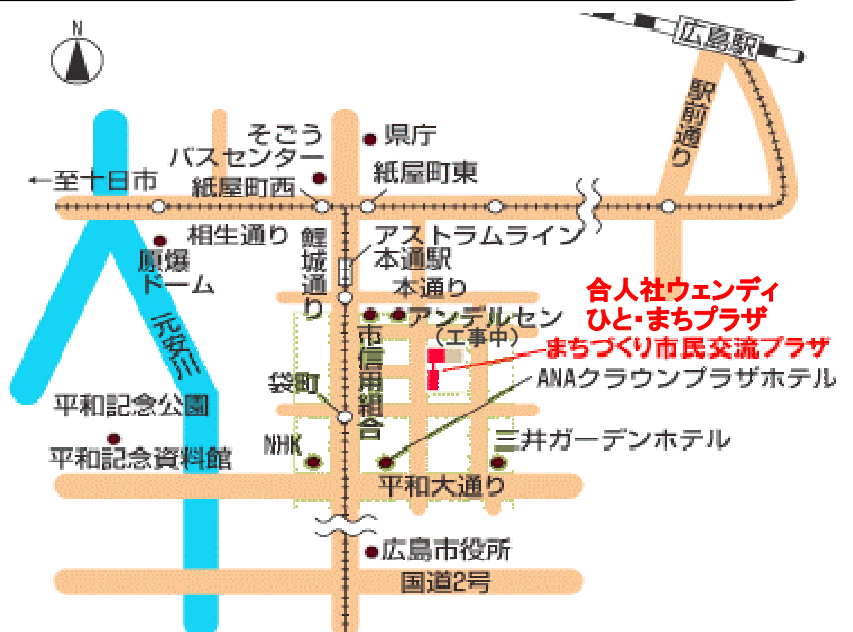 N
広島駅
駅前通り
そごう
バスセンター
県庁
←至十日市
紙屋町西
紙屋町東
相生通り
鯉城通り
アストラムライン
本通駅
原爆
ドーム
本通り
合人社ウェンディ
ひと・まちプラザ
アンデルセン
(工事中)
まちづくり市民交流プラザ
元安川
市信用組合
袋町
ANAクラウンプラザホテル
平和記念公園
平和記念資料館
NHK
三井ガーデンホテル
平和大通り
広島市役所
国道2号